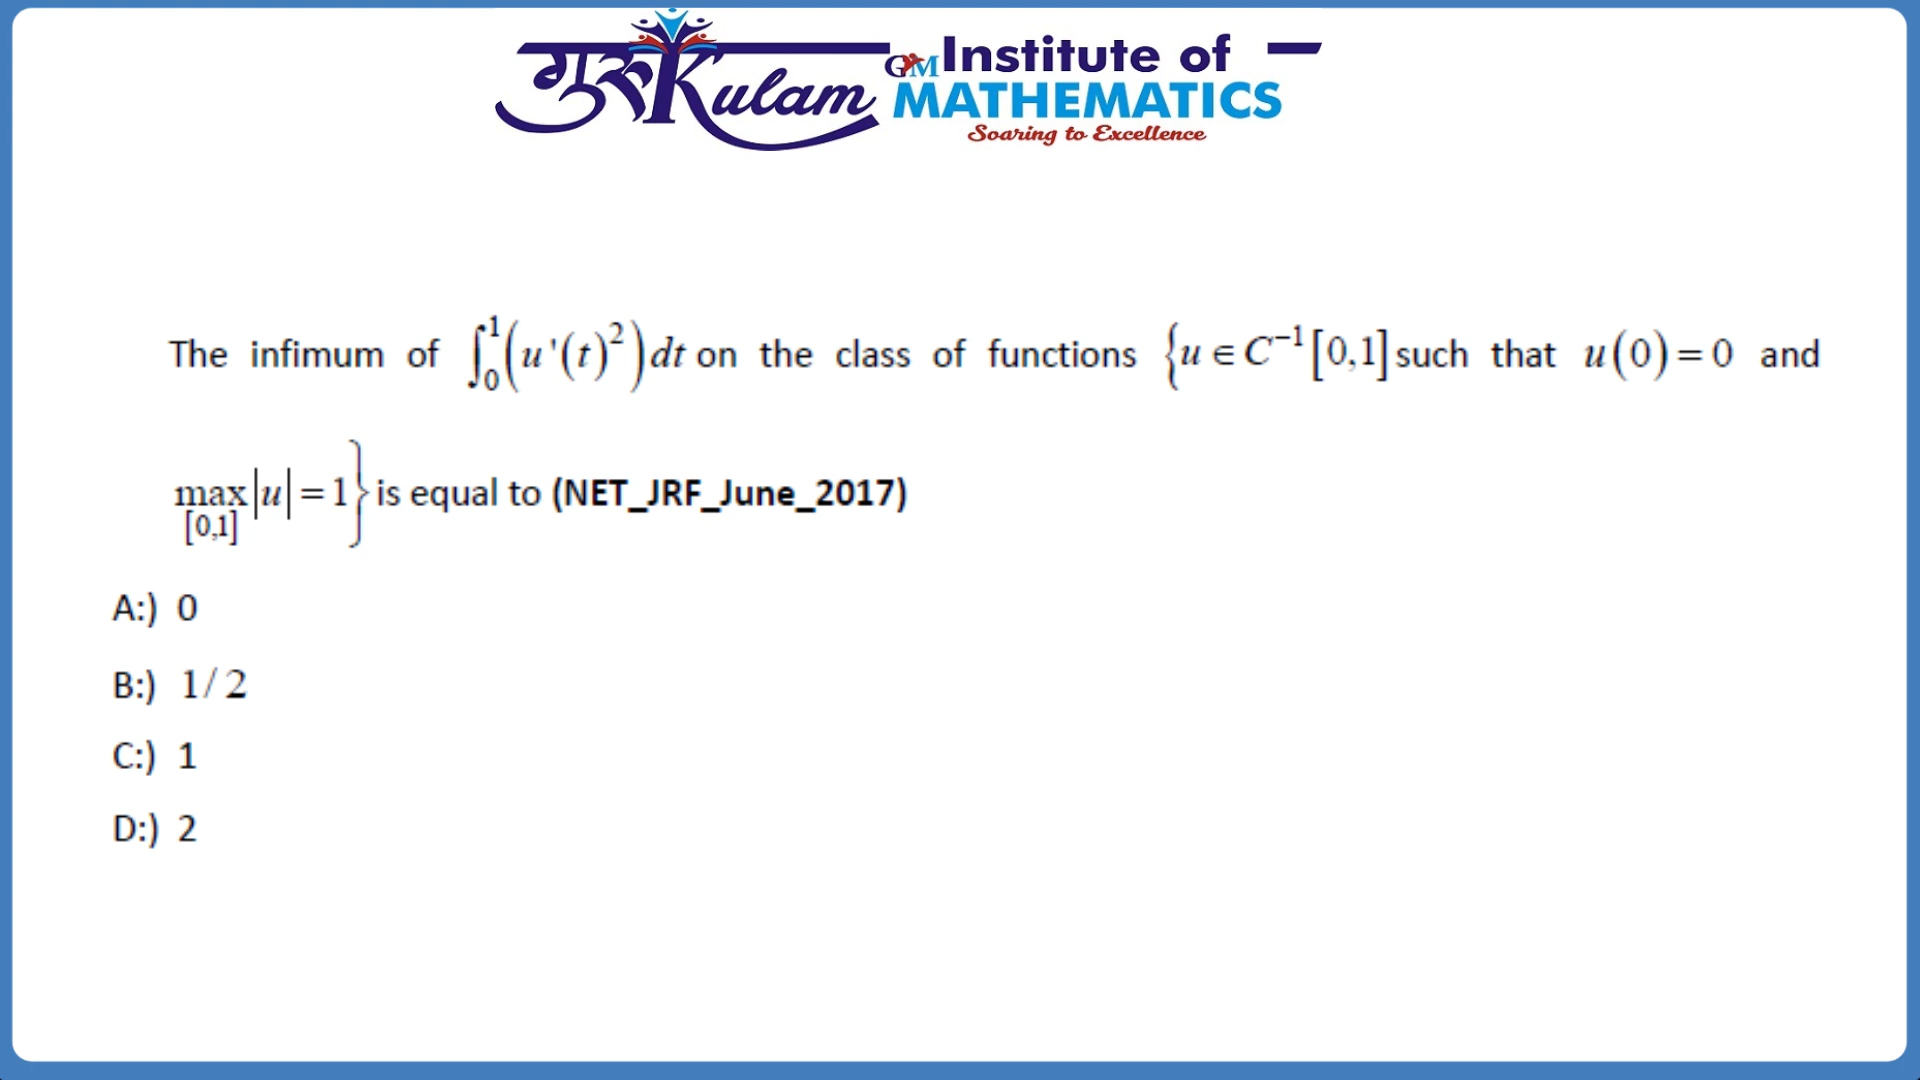 गुरुKulam GM Institute of
MATHEMATICS
Soaring to Excellence
The infimum of ∫₀¹(u'(t)²)dt on the class of functions {u ∈ C⁻¹[0,1] such that u(0) = 0 and
max|u| = 1} is equal to (NET_JRF_June_2017)
[0,1]
A:) 0
B:) 1/2
C:) 1
D:) 2